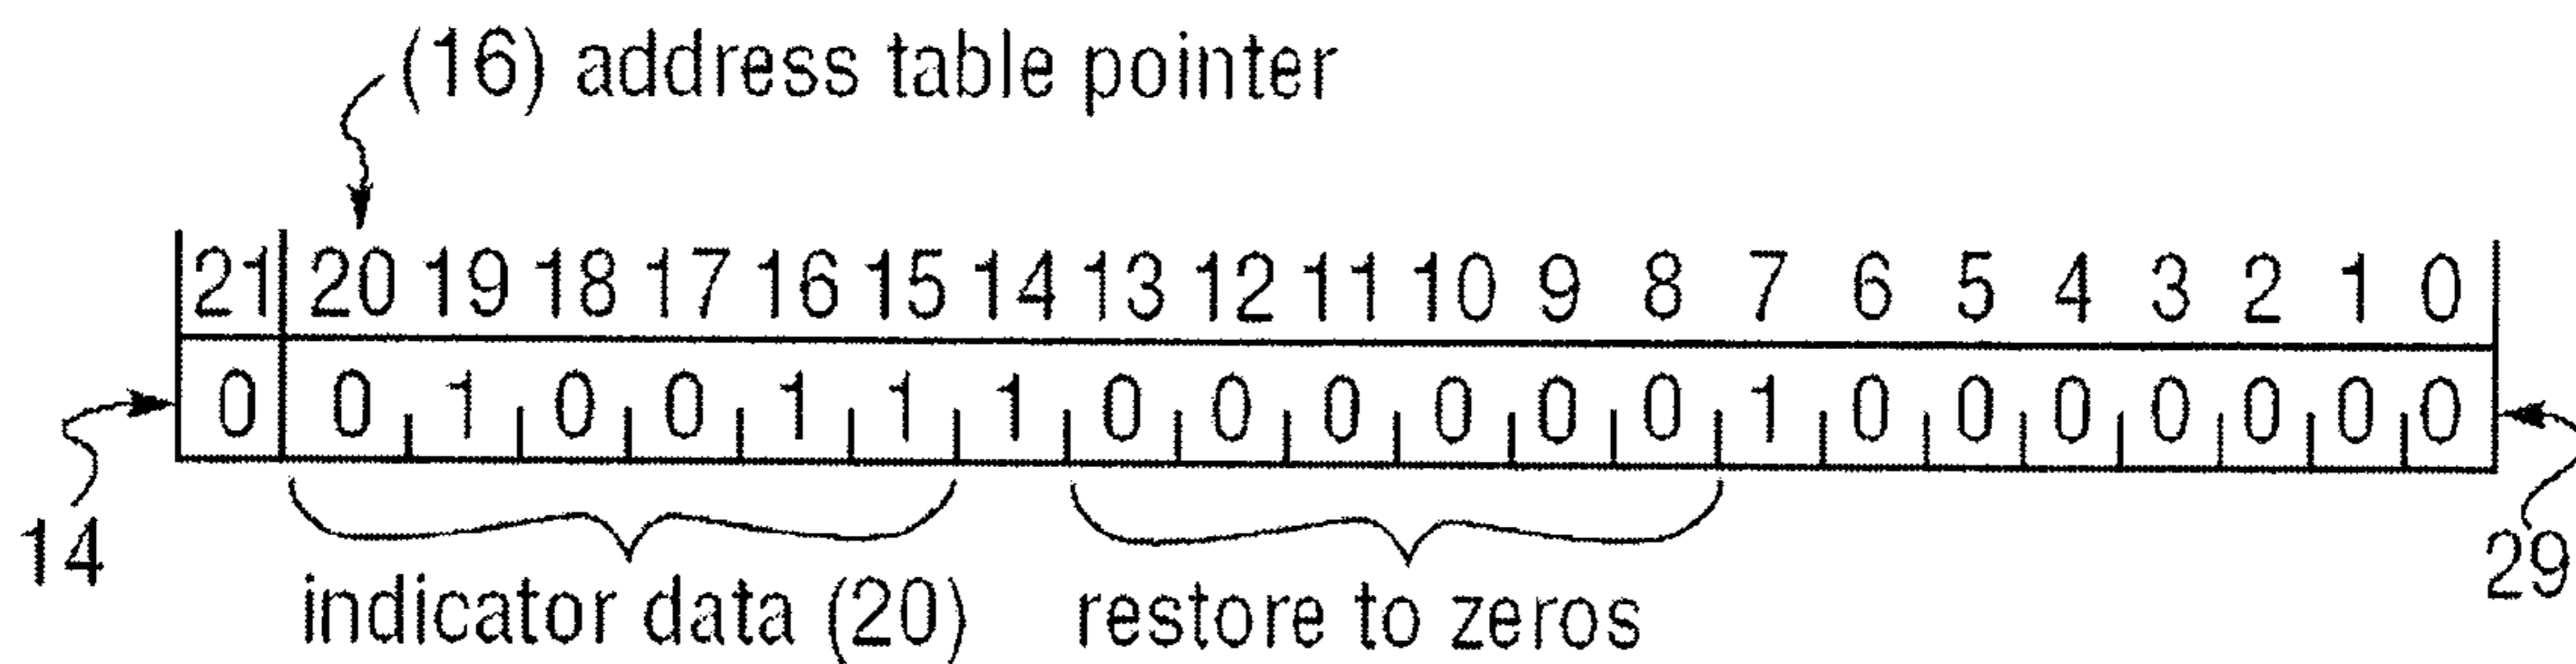 (16) address table pointer
21 20 19 18 17 16 15 14 13 12 11 10 9 8 7 6 5 4 3 2 1 0
0 0 1 0 0 1 1 1 0 0 0 0 0 0 1 0 0 0 0 0 0 0
14 29
indicator data (20) restore to zeros